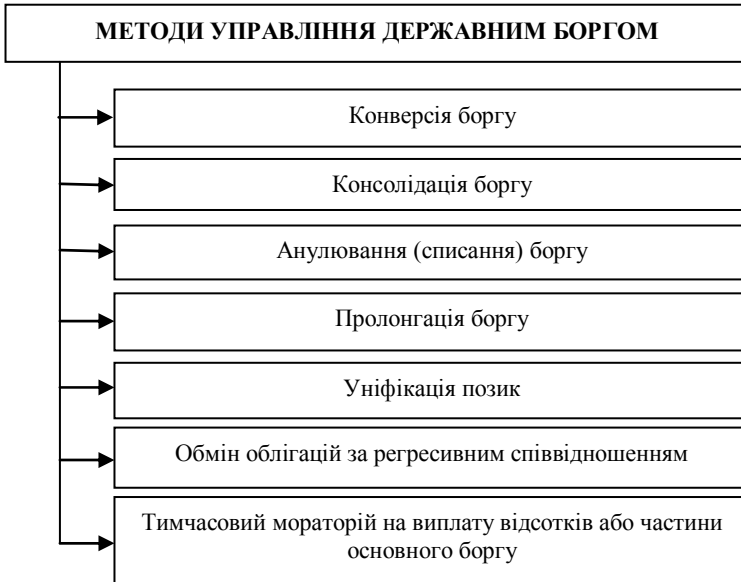 МЕТОДИ УПРАВЛІННЯ ДЕРЖАВНИМ БОРГОМ
Конверсія боргу
Консолідація боргу
Анулювання (списання) боргу
Пролонгація боргу
Уніфікація позик
Обмін облігацій за регресивним співвідношенням
Тимчасовий мораторій на виплату відсотків або частини
основного боргу